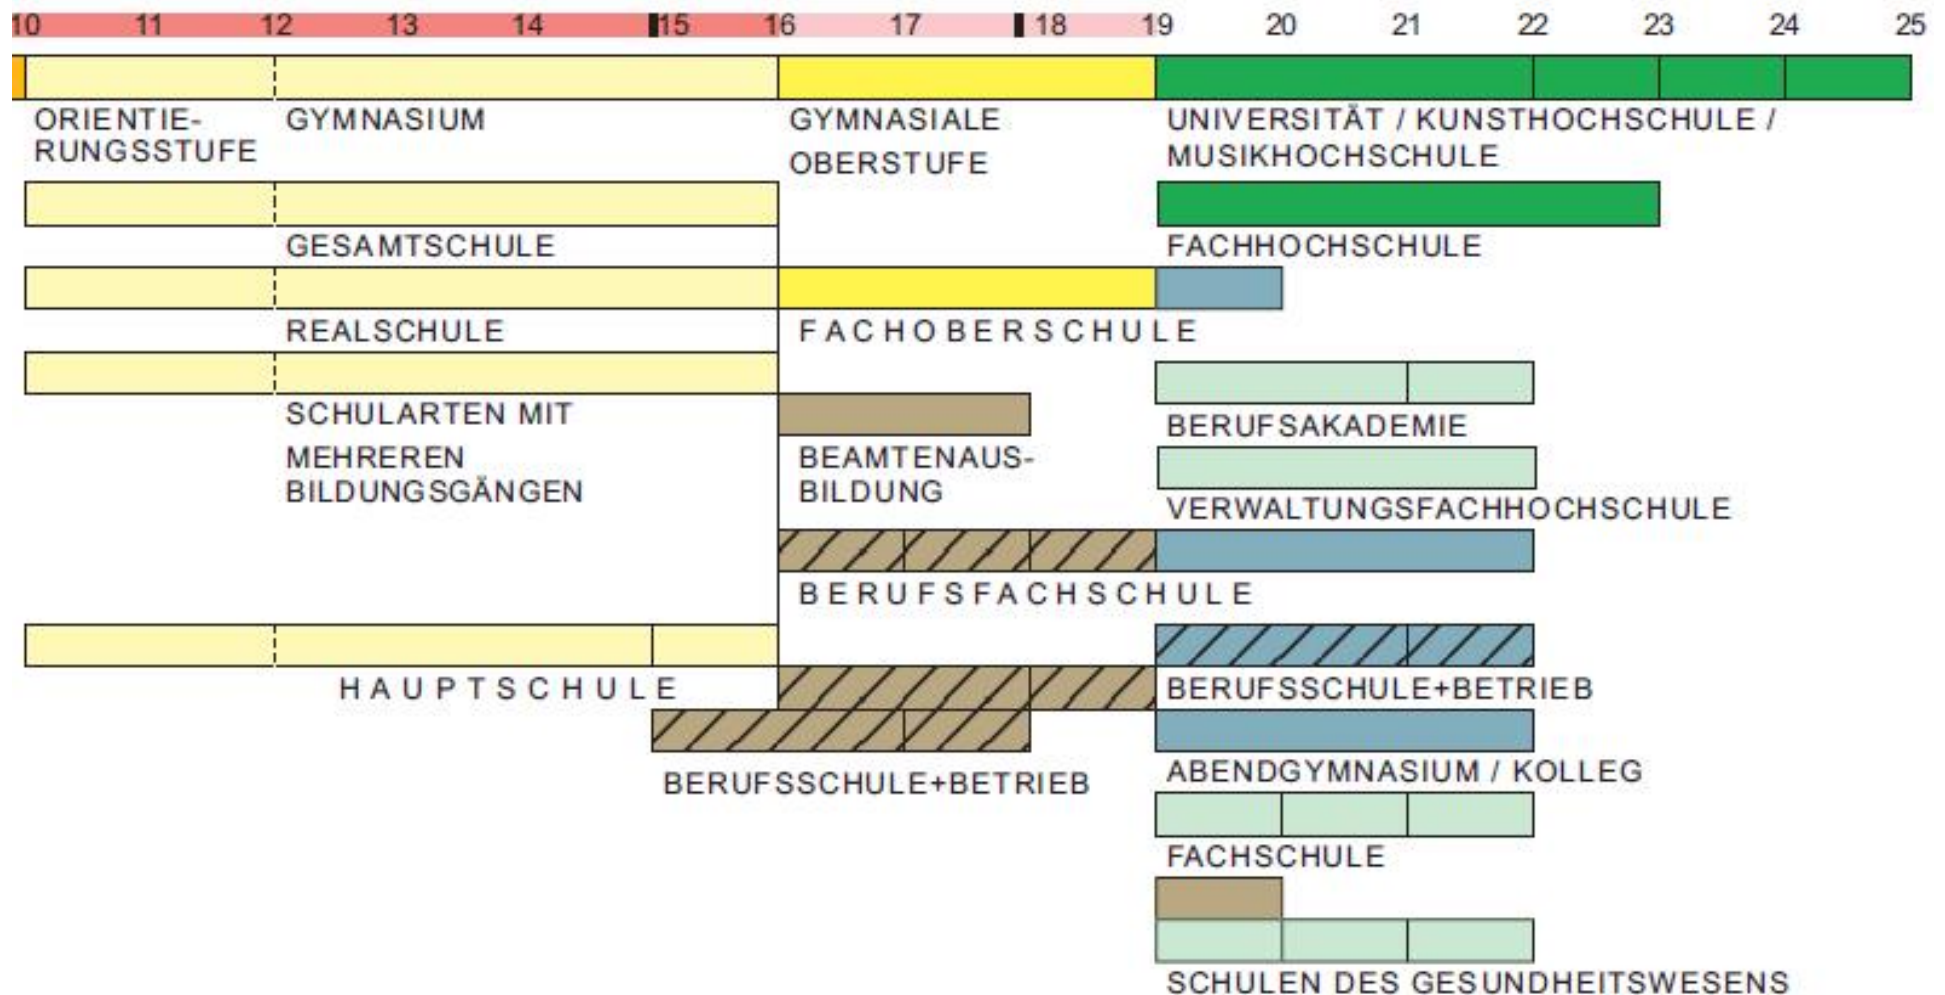 10 11 12 13 14 15 16 17 18 19 20 21 22 23 24 25
ORIENTIE-
RUNGSSTUFE
GYMNASIUM
GYMNASIALE
OBERSTUFE
UNIVERSITÄT / KUNSTHOCHSCHULE /
MUSIKHOCHSCHULE
GESAMTSCHULE
FACHHOCHSCHULE
REALSCHULE
FACHOBERSCHULE
SCHULARTEN MIT
MEHREREN
BILDUNGSGÄNGEN
BEAMTENAUS-
BILDUNG
BERUFSAKADEMIE
VERWALTUNGSFACHHOCHSCHULE
BERUFSFACHSCHULE
HAUPTSCHULE
BERUFSSCHULE+BETRIEB
BERUFSSCHULE+BETRIEB
ABENDGYMNASIUM / KOLLEG
FACHSCHULE
SCHULEN DES GESUNDHEITSWESENS